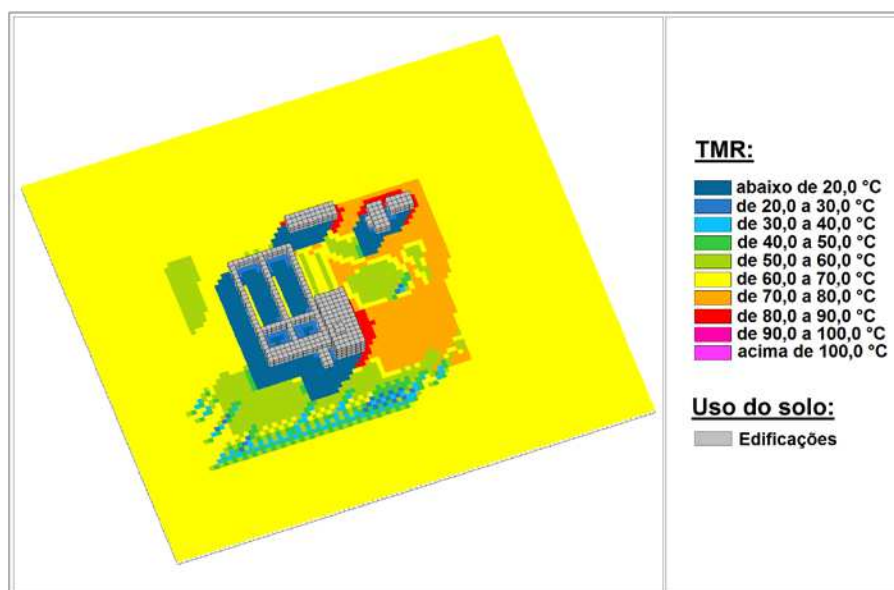 TMR:
abaixo de 20,0 °C
de 20,0 a 30,0 °C
de 30,0 a 40,0 °C
de 40,0 a 50,0 °C
de 50,0 a 60,0 °C
de 60,0 a 70,0 °C
de 70,0 a 80,0 °C
de 80,0 a 90,0 °C
de 90,0 a 100,0 °C
acima de 100,0 °C
Uso do solo:
Edificações